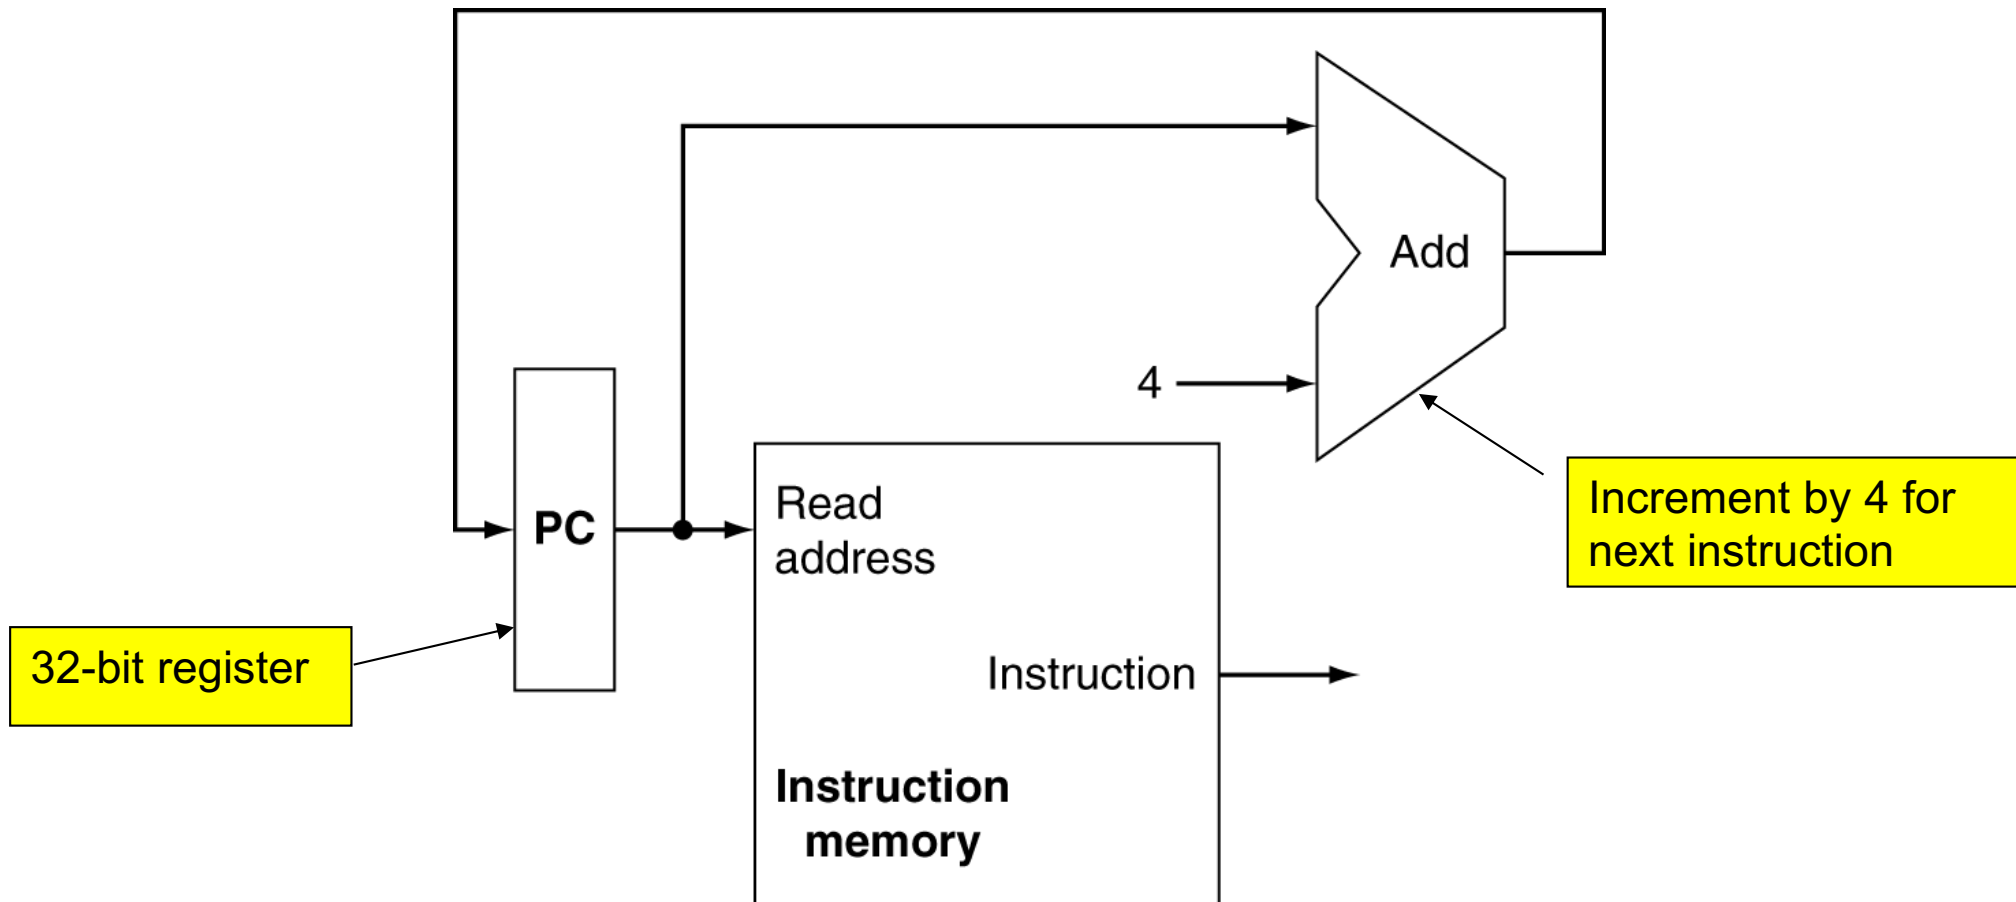 Add
4
PC
Read
address
Increment by 4 for
next instruction
32-bit register
Instruction
Instruction
memory